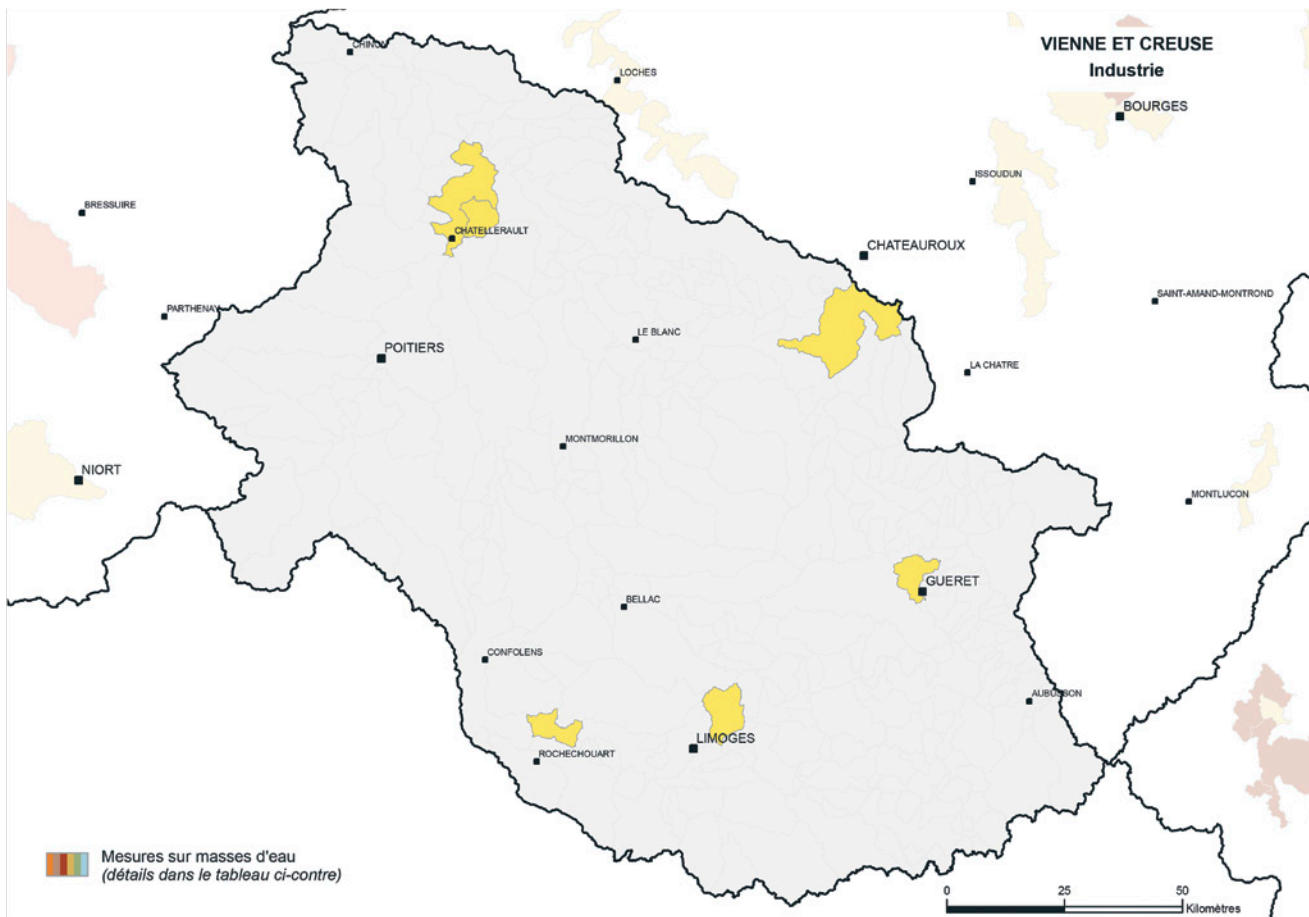 VIENNE ET CREUSE
Industrie
CHINON
LOCHES
BOURGES
ISSOUDUN
BRESSUIRE
CHATELLERAULT
CHATEAUROUX
SAINT-AMAND-MONTROND
PARTHENAY
LE BLANC
POITIERS
LA CHATRE
MONTMORILLON
NIORT
MONTLUCON
GUERET
BELLAC
CONFOLENS
AUBUSSON
LIMOGES
ROCHECHOUART
Mesures sur masses d'eau
(détails dans le tableau ci-contre)
0 25 50
Kilomètres